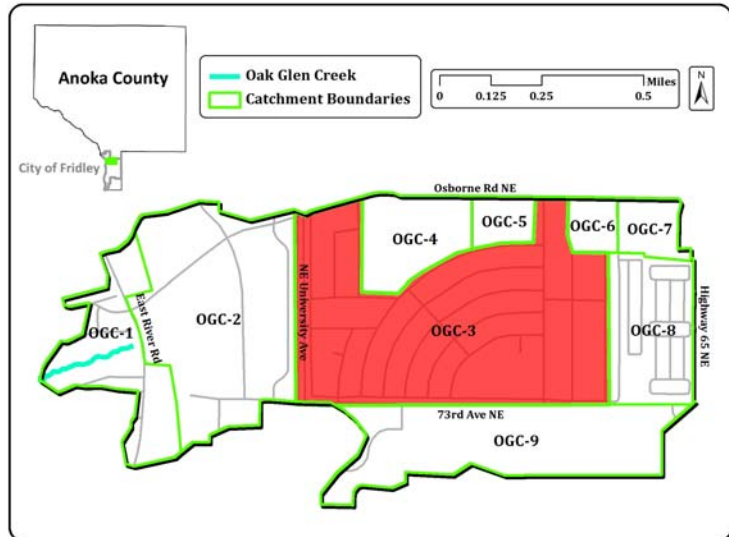 Anoka County
City of Fridley
Oak Glen Creek
Catchment Boundaries
Miles
0 0.125 0.25 0.5
N
Osborne Rd NE
OGC-4
OGC-5
OGC-6
OGC-7
OGC-1
East River Rd
OGC-2
NE University Ave
OGC-3
OGC-8
Highway 65 NE
73rd Ave NE
OGC-9